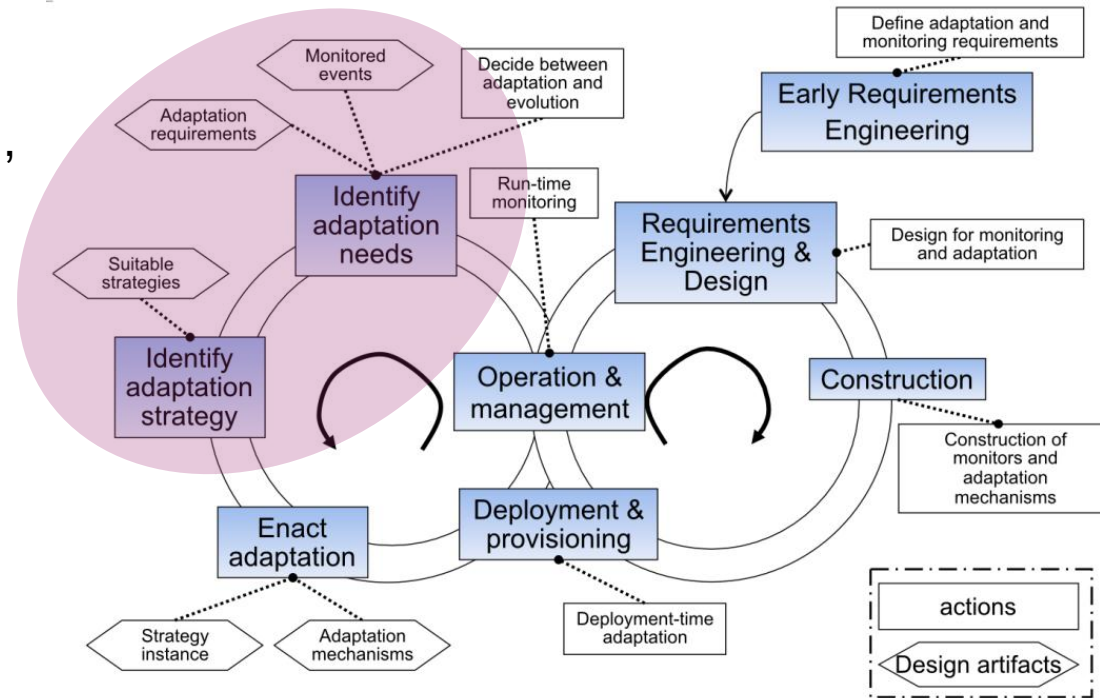 Define adaptation and
monitoring requirements
Early Requirements
Engineering
Monitored
events
Decide between
adaptation and
evolution
Adaptation
requirements
,
Identify
adaptation
needs
Run-time
monitoring
Requirements
Engineering &
Design
Design for monitoring
and adaptation
Suitable
strategies
Identify
adaptation
strategy
Operation &
management
Construction
Construction of
monitors and
adaptation
mechanisms
Enact
adaptation
Deployment &
provisioning
Strategy
instance
Adaptation
mechanisms
Deployment-time
adaptation
actions
Design artifacts